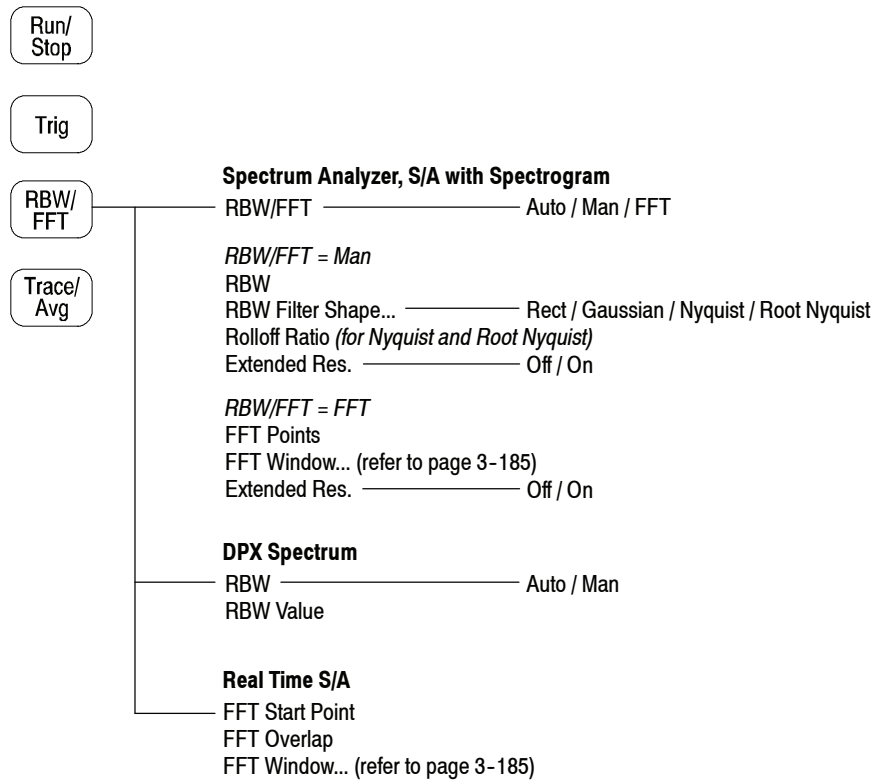 Run/
Stop
Trig
RBW/
FFT
Trace/
Avg
Spectrum Analyzer, S/A with Spectrogram
RBW/FFT Auto / Man / FFT
RBW/FFT = Man
RBW
RBW Filter Shape... Rect / Gaussian / Nyquist / Root Nyquist
Rolloff Ratio (for Nyquist and Root Nyquist)
Extended Res. Off / On
RBW/FFT = FFT
FFT Points
FFT Window... (refer to page 3-185)
Extended Res. Off / On
DPX Spectrum
RBW Auto / Man
RBW Value
Real Time S/A
FFT Start Point
FFT Overlap
FFT Window... (refer to page 3-185)